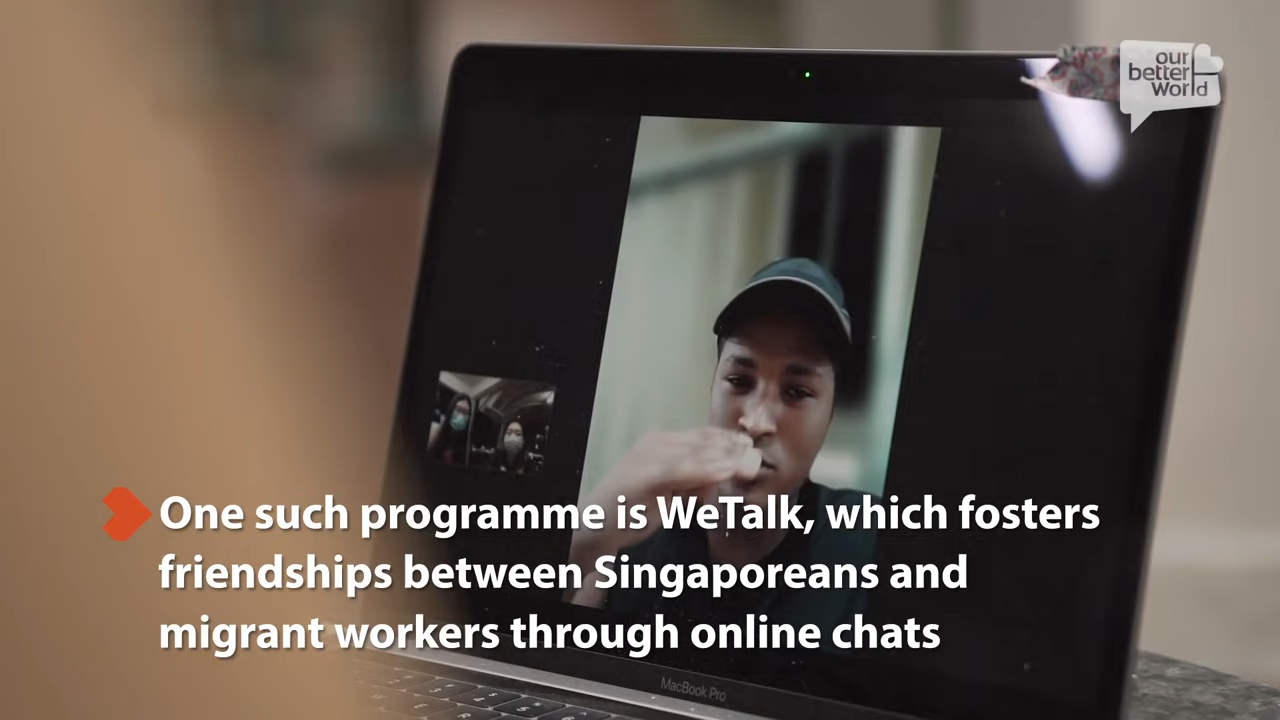 our
better
world
One such programme is WeTalk, which fosters
friendships between Singaporeans and
migrant workers through online chats
MacBook Pro